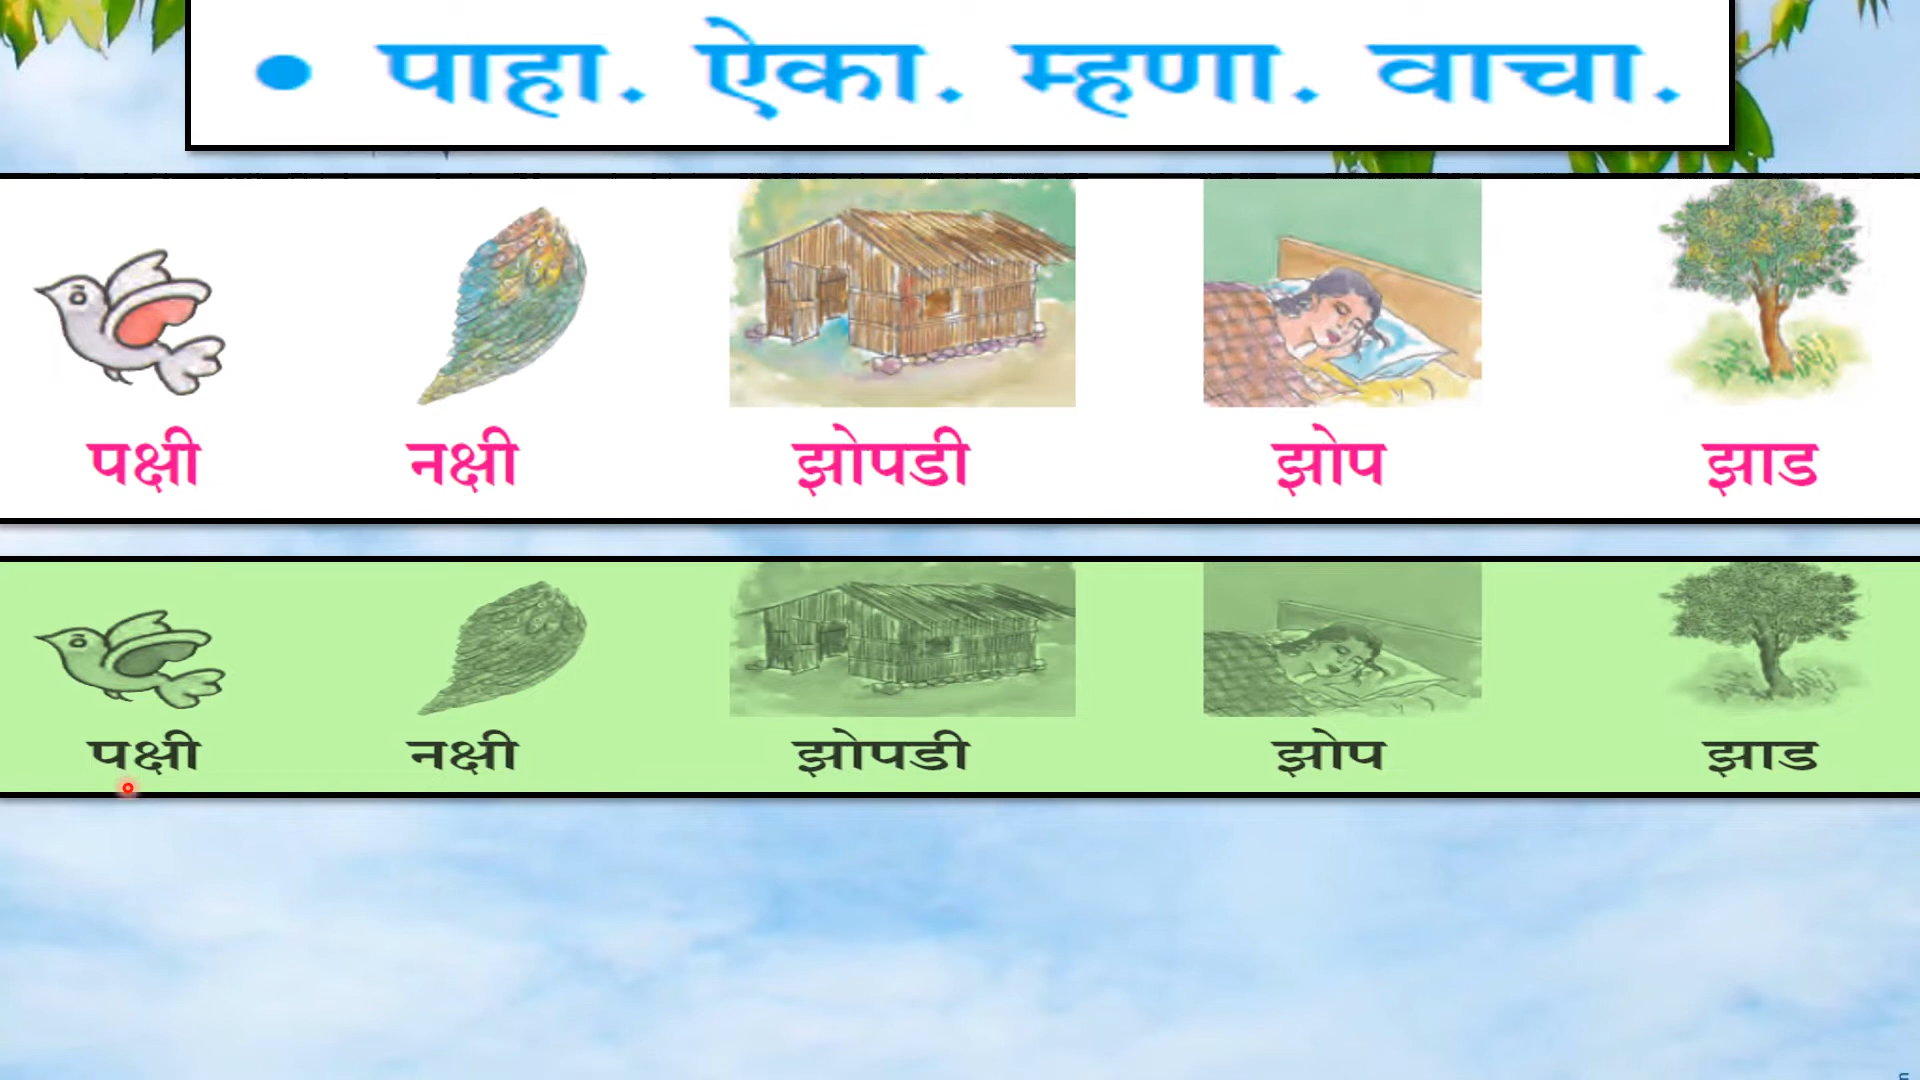 • पाहा. ऐका. म्हणा. वाचा.
पक्षी नक्षी झोपडी झोप झाड
पक्षी नक्षी झोपडी झोप झाड